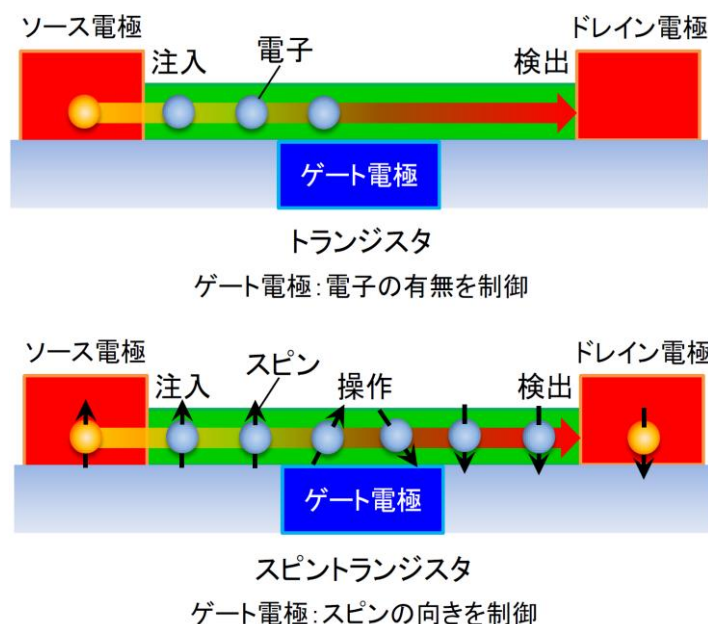 ソース電極
ドレイン電極
注入
電子
検出
ゲート電極
トランジスタ
ゲート電極：電子の有無を制御
ソース電極
ドレイン電極
注入
スピン
操作
検出
ゲート電極
スピントランジスタ
ゲート電極：スピンの向きを制御